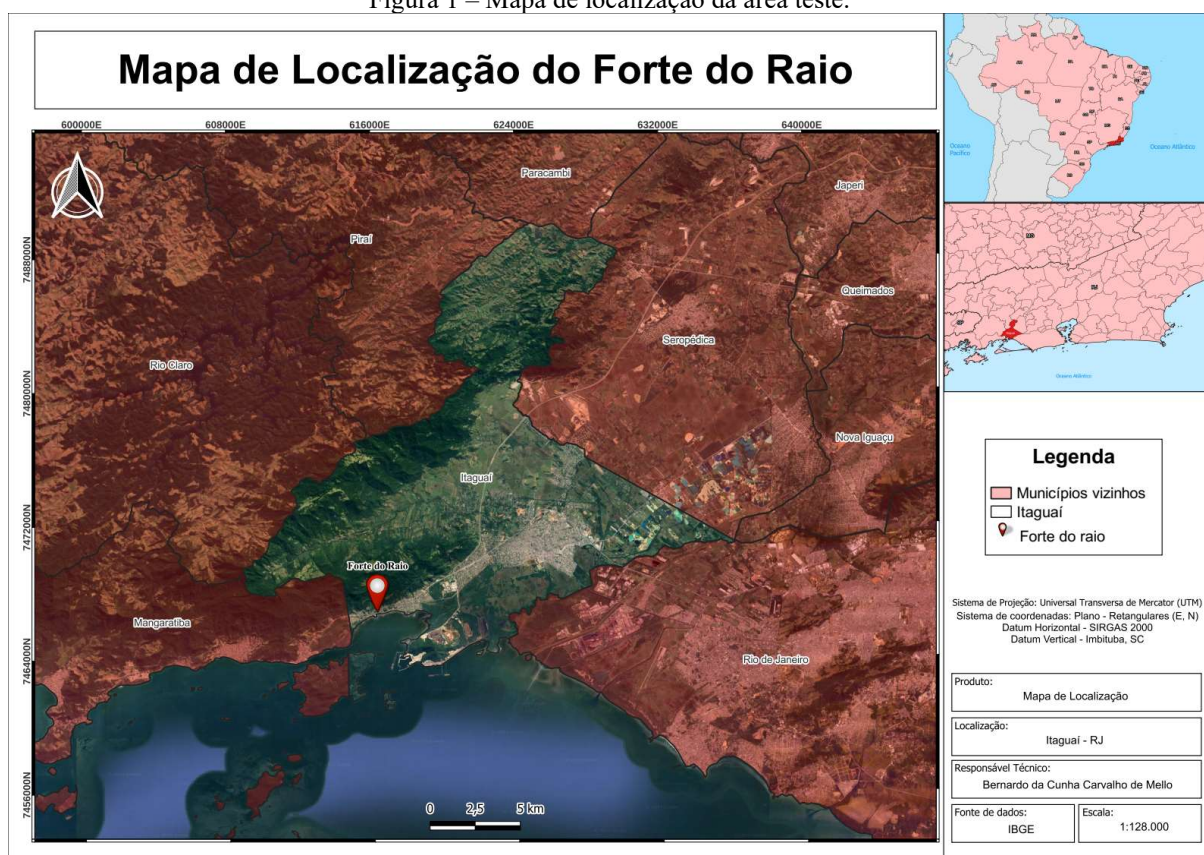 Figura 1 – Mapa de localização da área teste.
Mapa de Localização do Forte do Raio
600000E 608000E 616000E 624000E 632000E 640000E
7488000N
7480000N
7472000N
7464000N
7456000N
Paracambi
Japeri
Piraí
Queimados
Seropédica
Rio Claro
Nova Iguaçu
Itaguaí
Forte do Raio
Mangaratiba
Rio de Janeiro
0 2,5 5 km
Oceano Pacífico
Oceano Atlântico
MG
RJ
SP
Oceano Atlântico
Legenda
Municípios vizinhos
Itaguaí
Forte do raio
Sistema de Projeção: Universal Transversa de Mercator (UTM)
Sistema de coordenadas: Plano - Retangulares (E, N)
Datum Horizontal - SIRGAS 2000
Datum Vertical - Imbituba, SC
Produto:
Mapa de Localização
Localização:
Itaguaí - RJ
Responsável Técnico:
Bernardo da Cunha Carvalho de Mello
Fonte de dados:
IBGE
Escala:
1:128.000